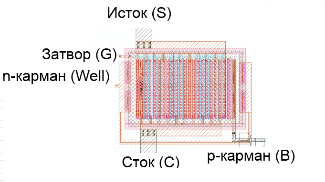 Исток (S)
Затвор (G)
n-карман (Well)
Сток (C)
p-карман (B)